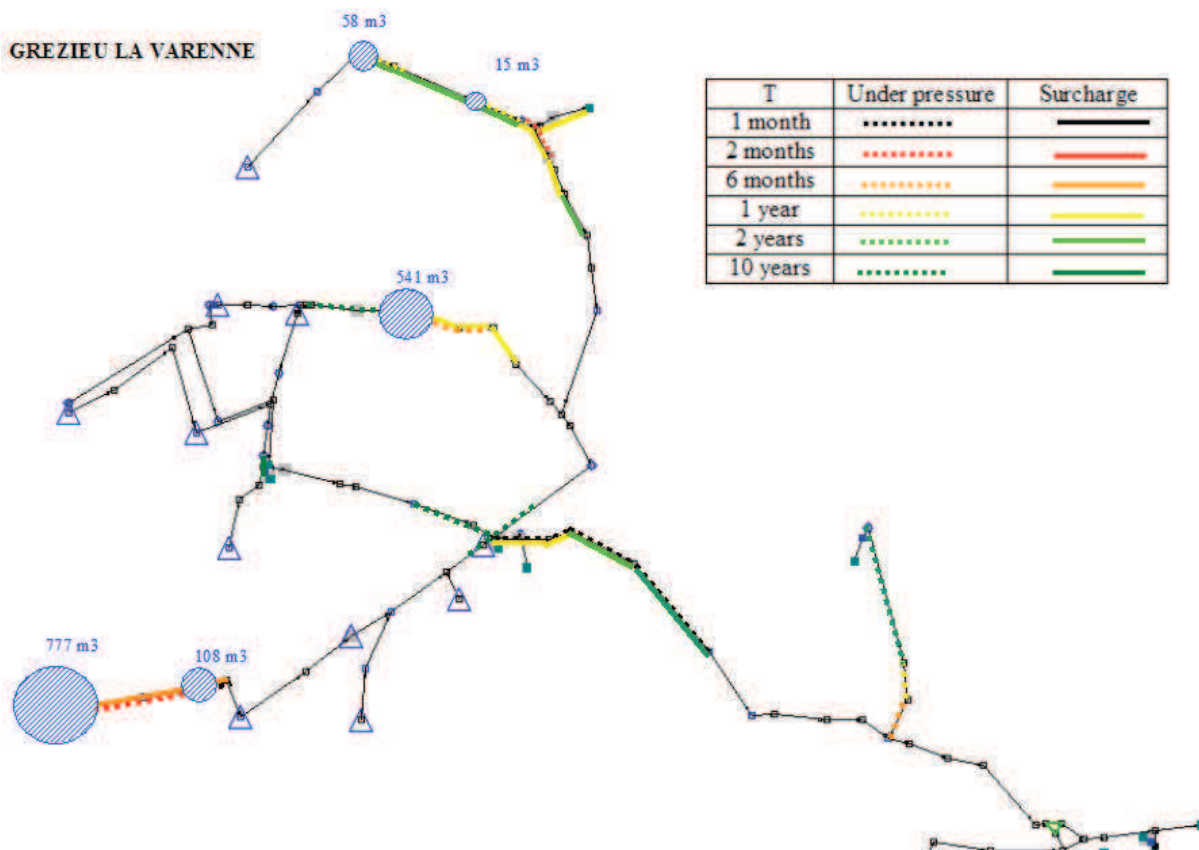 58 m3
GREZIEU LA VARENNE
15 m3
T Under pressure Surcharge
1 month
2 months
6 months
1 year
2 years
10 years
541 m3
777 m3
108 m3